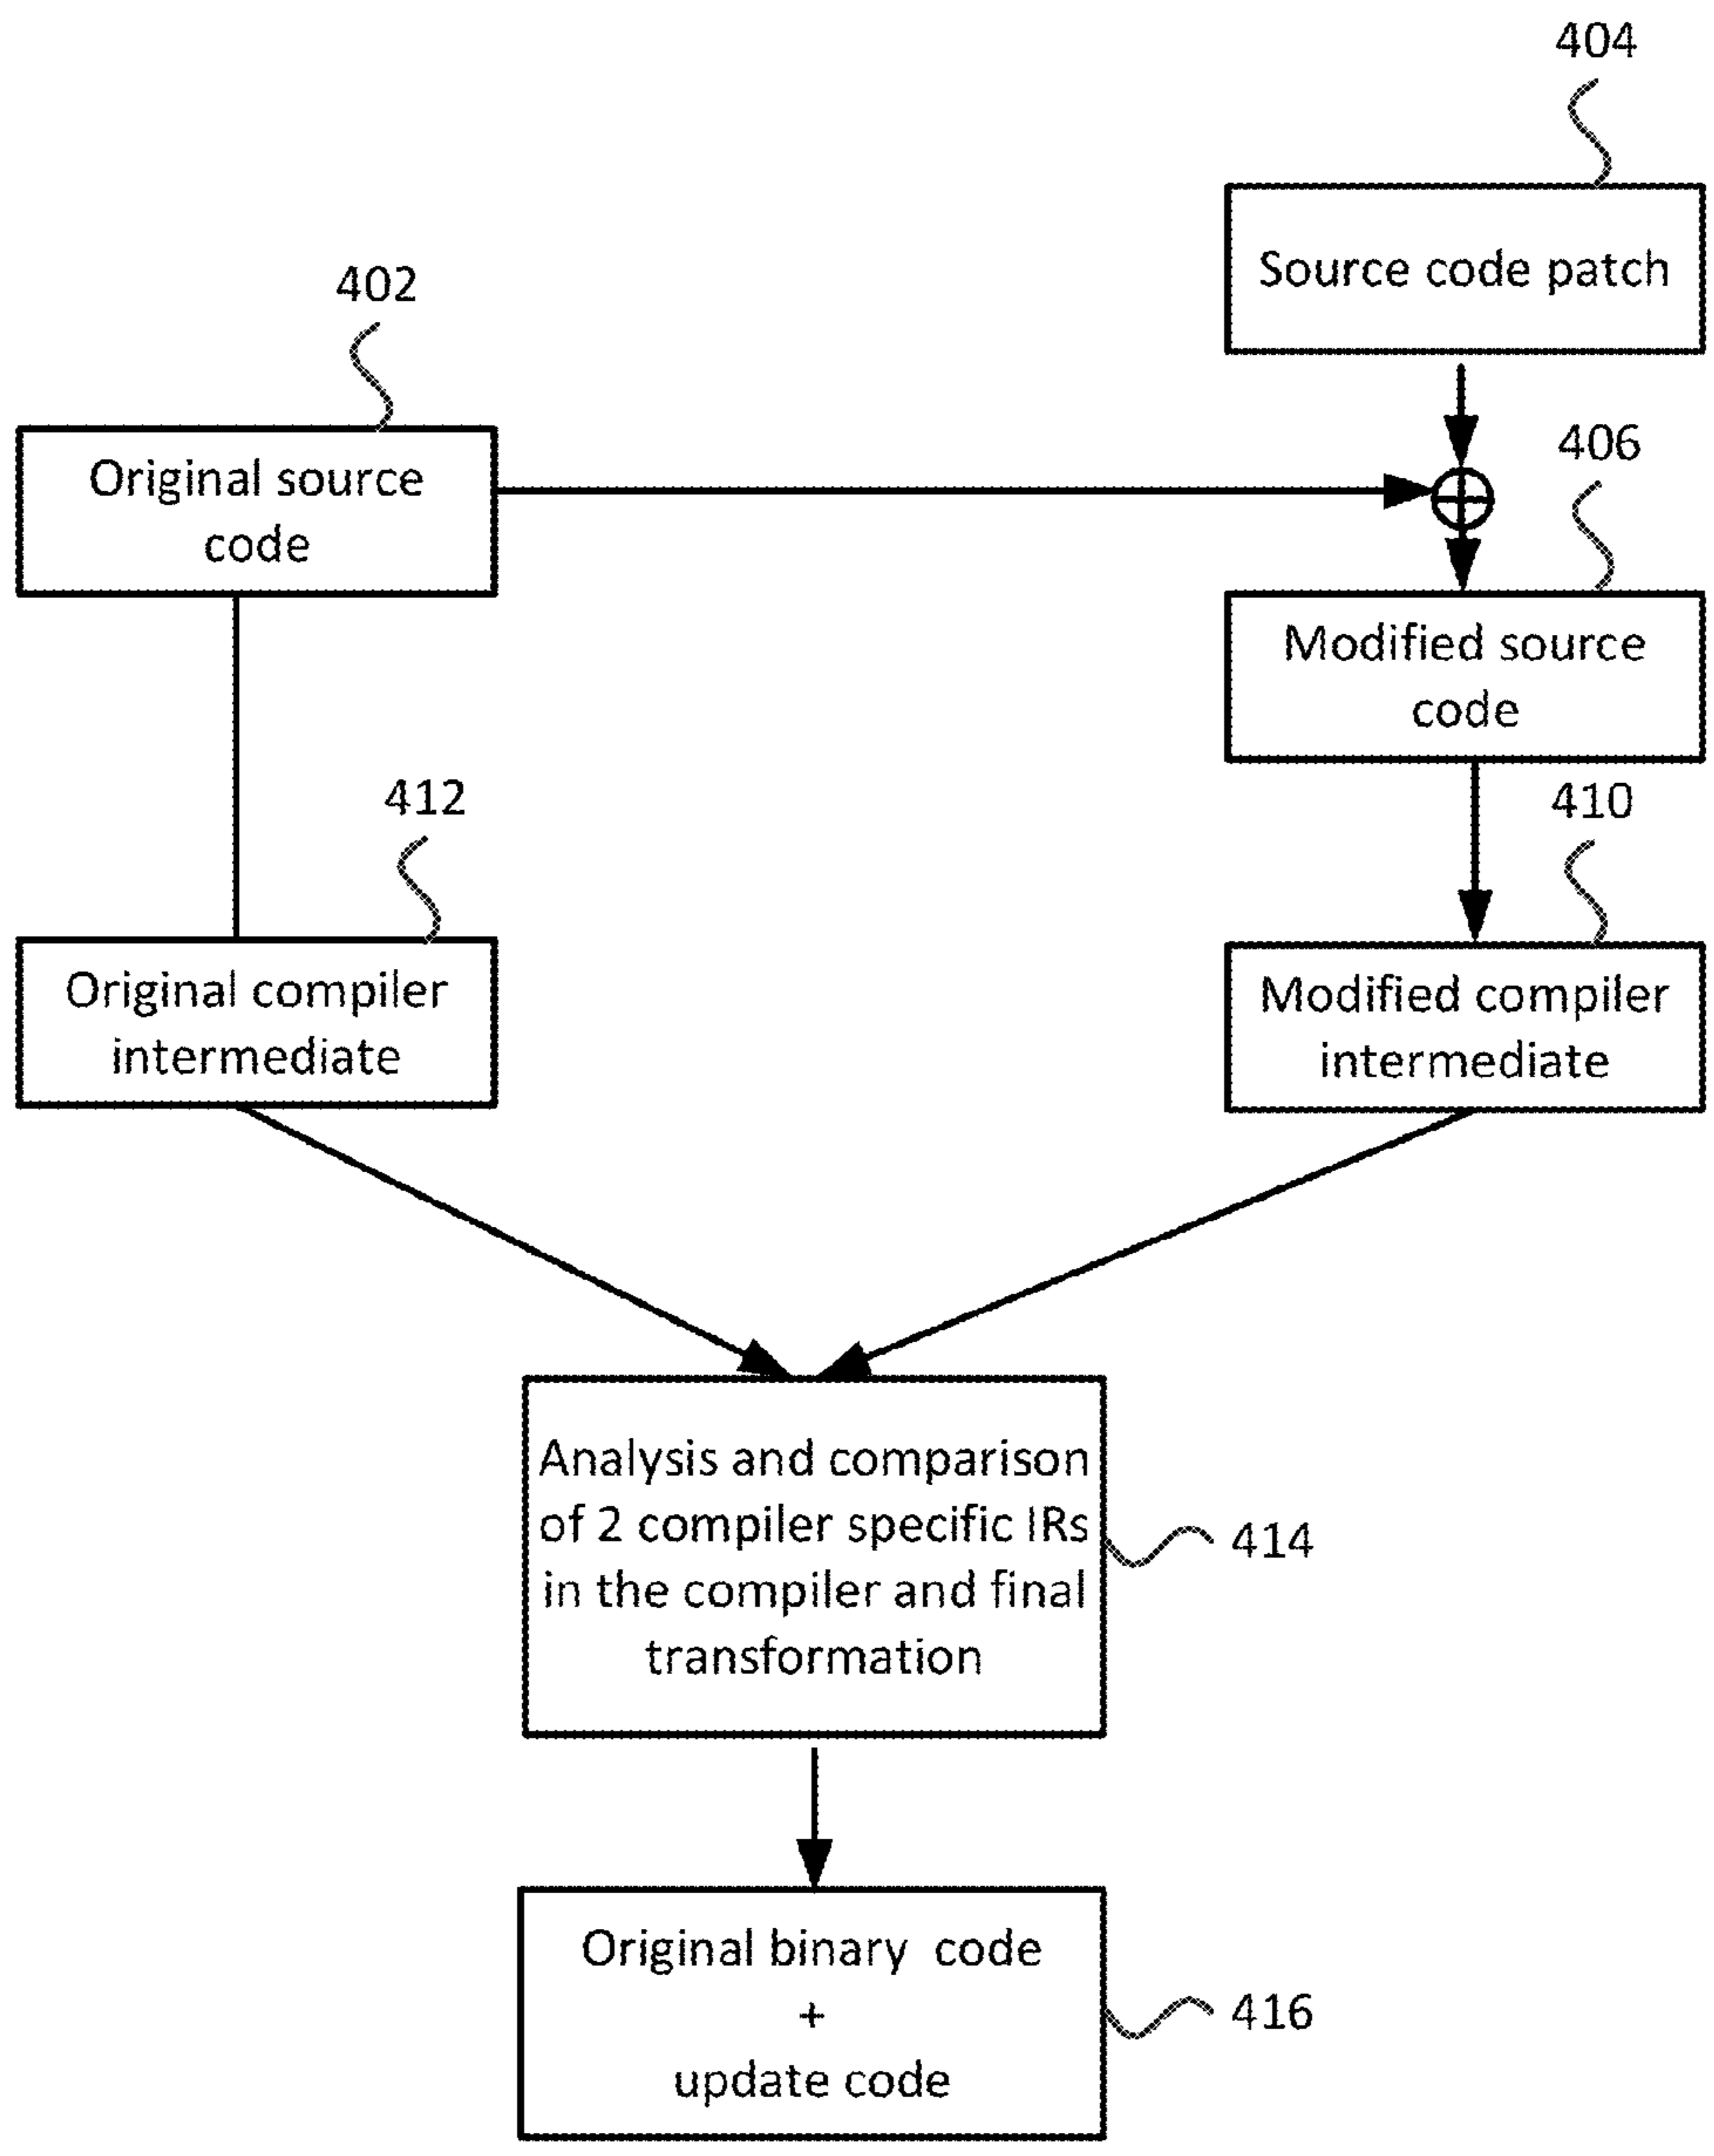 404
Source code patch
402
Original source
code
406
Modified source
code
412
Original compiler
intermediate
410
Modified compiler
intermediate
Analysis and comparison
of 2 compiler specific IRs
in the compiler and final
transformation
414
Original binary code
+
update code
416